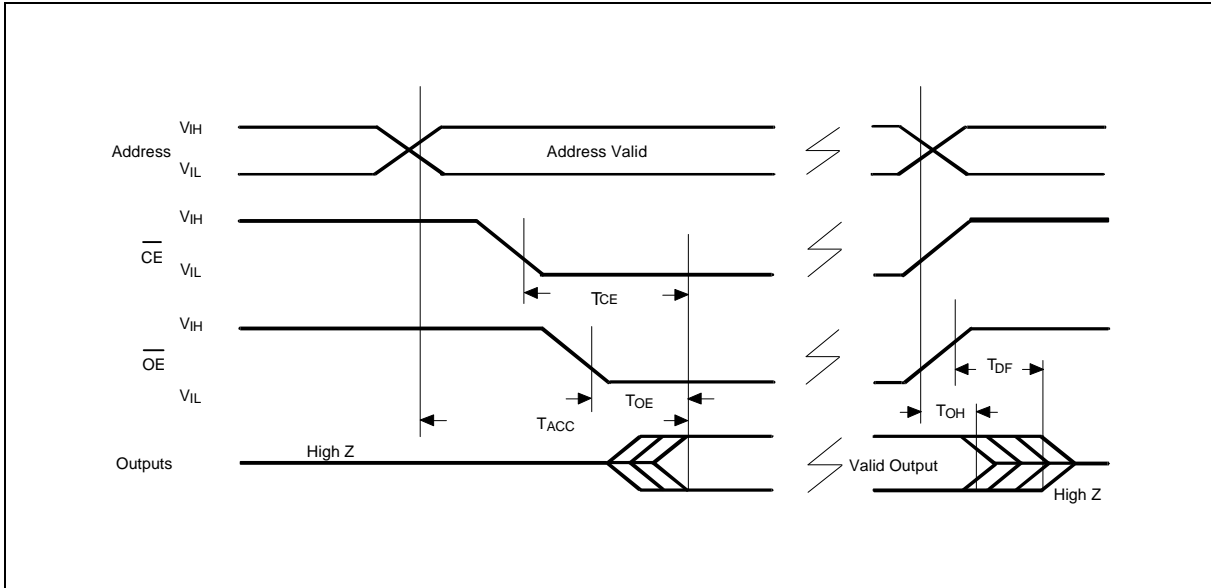 VIH
Address
Address Valid
VIL
VIH
CE
VIL
TCE
VIH
OE
VIL
TDF
TOE
TOH
TACC
High Z
Outputs
Valid Output
High Z